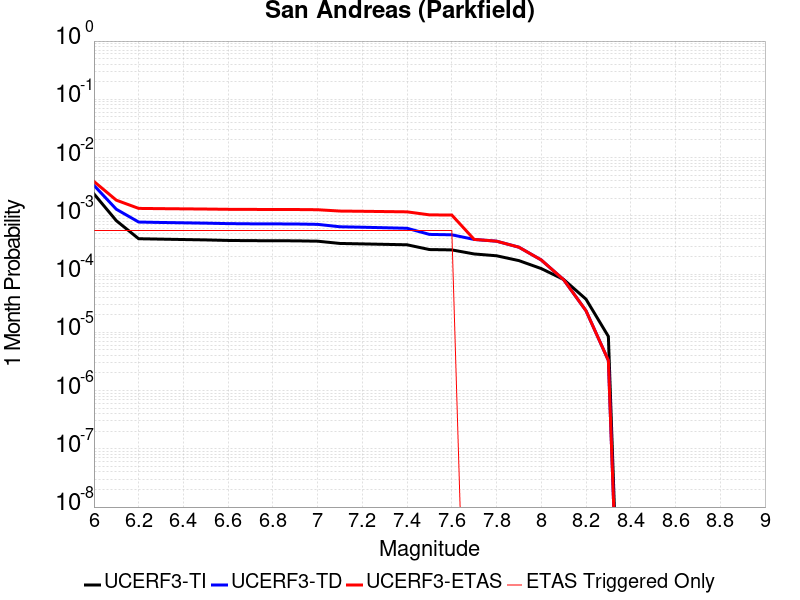 San Andreas (Parkfield)
10^0
10^-1
10^-2
10^-3
10^-4
10^-5
10^-6
10^-7
10^-8
1 Month Probability
6 6.2 6.4 6.6 6.8 7 7.2 7.4 7.6 7.8 8 8.2 8.4 8.6 8.8 9
Magnitude
UCERF3-TI UCERF3-TD UCERF3-ETAS ETAS Triggered Only